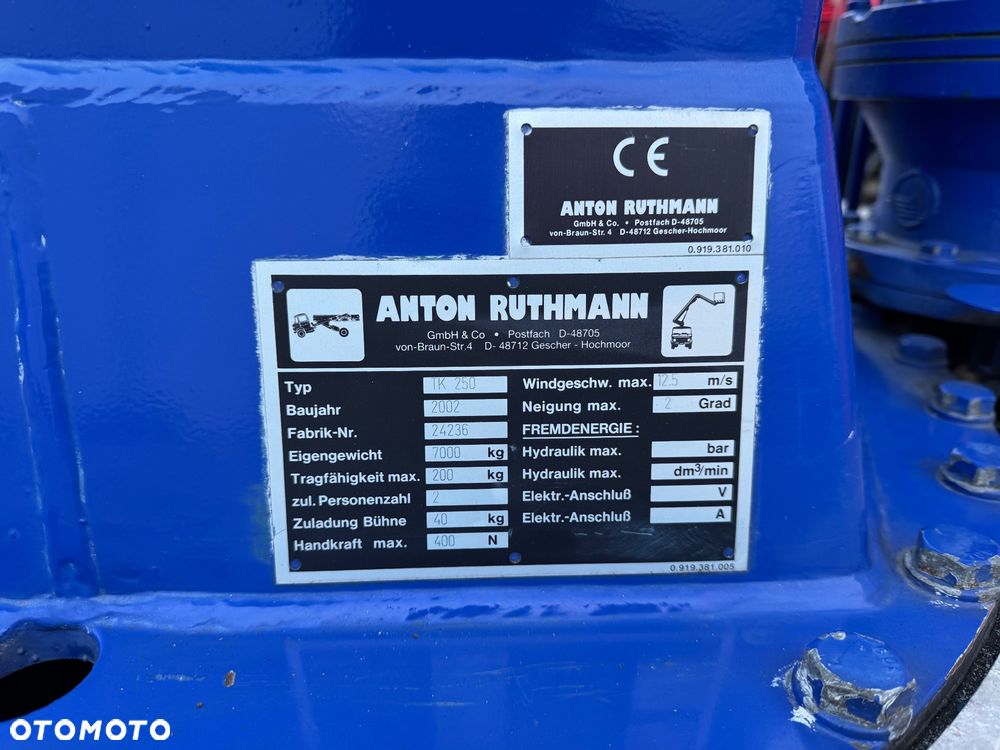 CE
ANTON RUTHMANN
GmbH & Co. • Postfach D-48705
von-Braun-Str. 4 D-48712 Gescher-Hochmoor
0.919.381.010
ANTON RUTHMANN
GmbH & Co • Postfach D-48705
von-Braun-Str.4 D- 48712 Gescher - Hochmoor
Typ TK 250
Baujahr 2002
Fabrik-Nr. 24236
Eigengewicht 7000 kg
Tragfähigkeit max. 200 kg
zul. Personenzahl 2
Zuladung Bühne 40 kg
Handkraft max. 400 N
Windgeschw. max. 12.5 m/s
Neigung max. 2 Grad
FREMDENERGIE :
Hydraulik max. bar
Hydraulik max. dm³/min
Elektr.-Anschluß V
Elektr.-Anschluß A
0.919.381.005
OTOMOTO